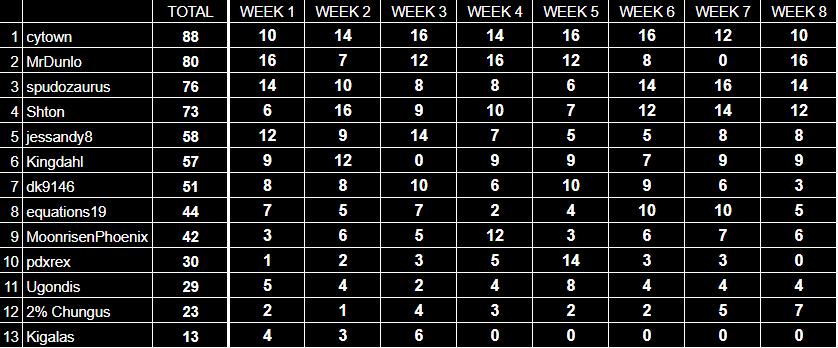 TOTAL WEEK 1 WEEK 2 WEEK 3 WEEK 4 WEEK 5 WEEK 6 WEEK 7 WEEK 8
1 cytown 88 10 14 16 14 16 16 12 10
2 MrDunlo 80 16 7 12 16 12 8 0 16
3 spudozaurus 76 14 10 8 8 6 14 16 14
4 Shton 73 6 16 9 10 7 12 14 12
5 jessandy8 58 12 9 14 7 5 5 8 8
6 Kingdahl 57 9 12 0 9 9 7 9 9
7 dk9146 51 8 8 10 6 10 9 6 3
8 equations19 44 7 5 7 2 4 10 10 5
9 MoonrisenPhoenix 42 3 6 5 12 3 6 7 6
10 pdxrex 30 1 2 3 5 14 3 3 0
11 Ugondis 29 5 4 2 4 8 4 4 4
12 2% Chungus 23 2 1 4 3 2 2 5 7
13 Kigalas 13 4 3 6 0 0 0 0 0